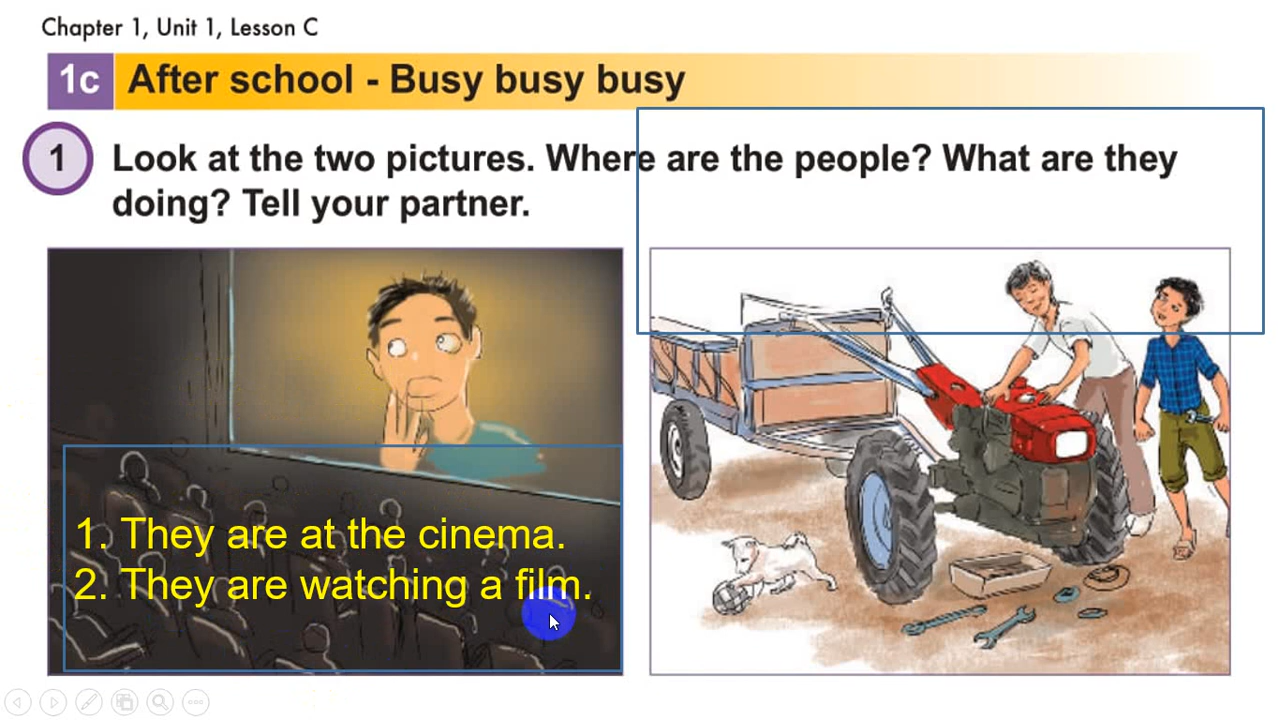 Chapter 1, Unit 1, Lesson C
1c After school - Busy busy busy
1 Look at the two pictures. Where are the people? What are they
doing? Tell your partner.
1. They are at the cinema.
2. They are watching a film.